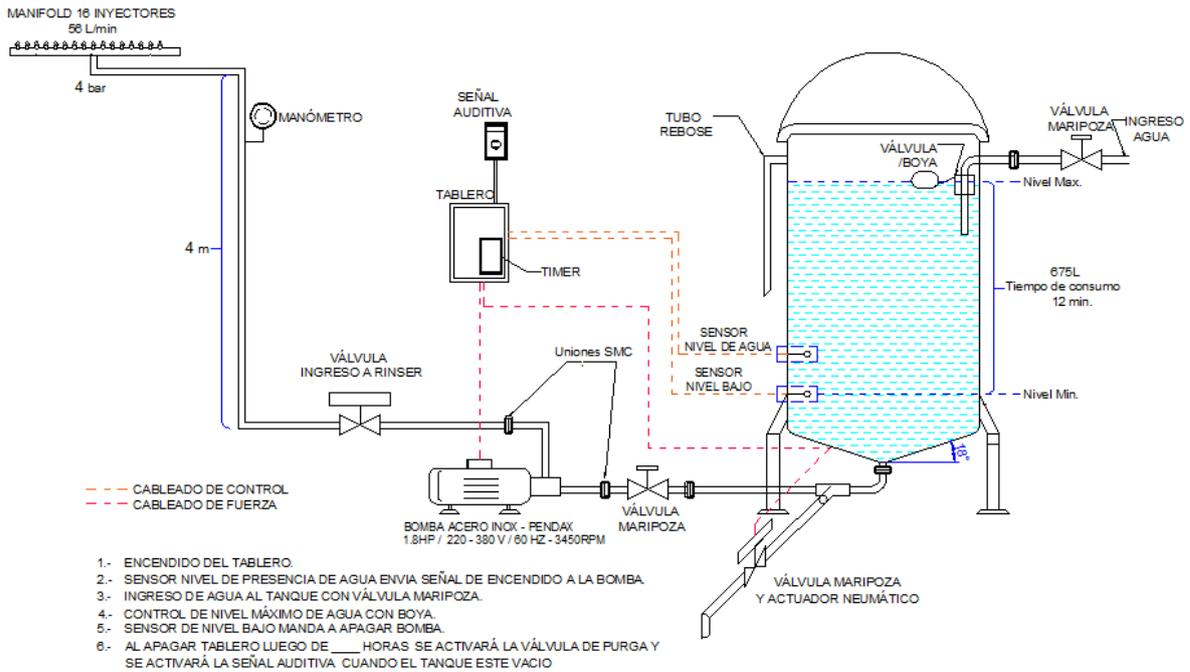 MANIFOLD 16 INYECTORES
56 L/min
4 bar
MANÓMETRO
4 m
SEÑAL
AUDITIVA
TABLERO
TIMER
TUBO
REBOSE
VÁLVULA
/BOYA
VÁLVULA
MARIPOZA
INGRESO
AGUA
Nivel Max.
675L
Tiempo de consumo
12 min.
SENSOR
NIVEL DE AGUA
SENSOR
NIVEL BAJO
Nivel Min.
18°
VÁLVULA
INGRESO A RINSER
Uniones SMC
CABLEADO DE CONTROL
CABLEADO DE FUERZA
BOMBA ACERO INOX - PENDAX
1.8HP / 220 - 380 V / 60 HZ - 3450RPM
VÁLVULA
MARIPOZA
VÁLVULA MARIPOZA
Y ACTUADOR NEUMÁTICO
1.- ENCENDIDO DEL TABLERO.
2.- SENSOR NIVEL DE PRESENCIA DE AGUA ENVIA SEÑAL DE ENCENDIDO A LA BOMBA.
3.- INGRESO DE AGUA AL TANQUE CON VÁLVULA MARIPOZA.
4.- CONTROL DE NIVEL MÁXIMO DE AGUA CON BOYA.
5.- SENSOR DE NIVEL BAJO MANDA A APAGAR BOMBA.
6.- AL APAGAR TABLERO LUEGO DE ____ HORAS SE ACTIVARÁ LA VÁLVULA DE PURGA Y
SE ACTIVARÁ LA SEÑAL AUDITIVA CUANDO EL TANQUE ESTE VACIO